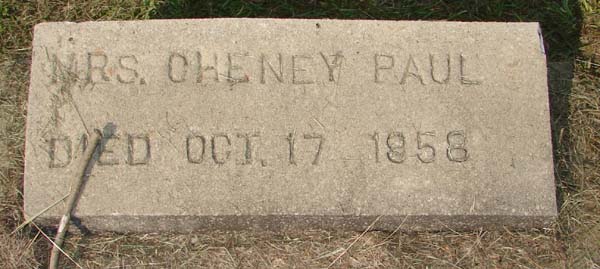 MRS. CHENEY PAUL
DIED OCT. 17 1958